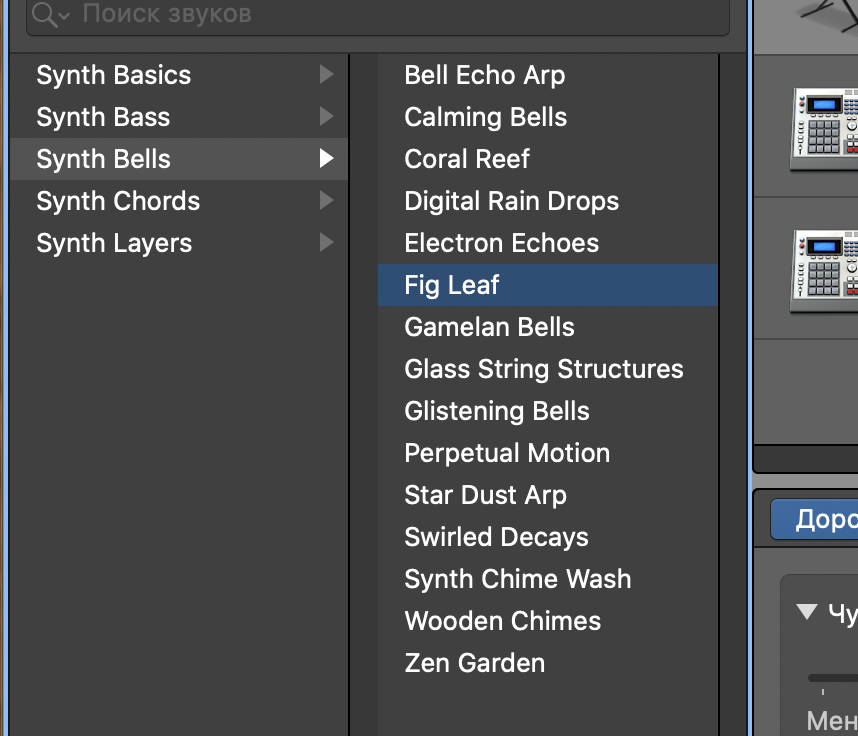 Поиск звуков
Synth Basics
Synth Bass
Synth Bells
Synth Chords
Synth Layers
Bell Echo Arp
Calming Bells
Coral Reef
Digital Rain Drops
Electron Echoes
Fig Leaf
Gamelan Bells
Glass String Structures
Glistening Bells
Perpetual Motion
Star Dust Arp
Swirled Decays
Synth Chime Wash
Wooden Chimes
Zen Garden
Доро
Чу
Мен